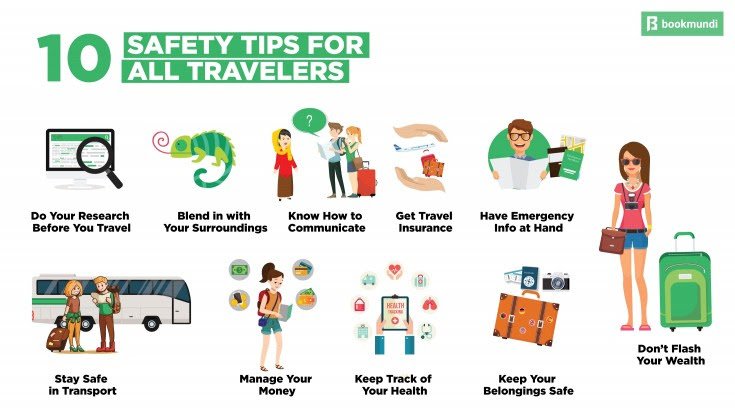 bookmundi
10
SAFETY TIPS FOR
ALL TRAVELERS
?
Do Your Research
Before You Travel
Blend in with
Your Surroundings
Know How to
Communicate
Get Travel
Insurance
Have Emergency
Info at Hand
Stay Safe
in Transport
Manage Your
Money
HEALTH
TRACKING
Keep Track of
Your Health
Keep Your
Belongings Safe
Don't Flash
Your Wealth